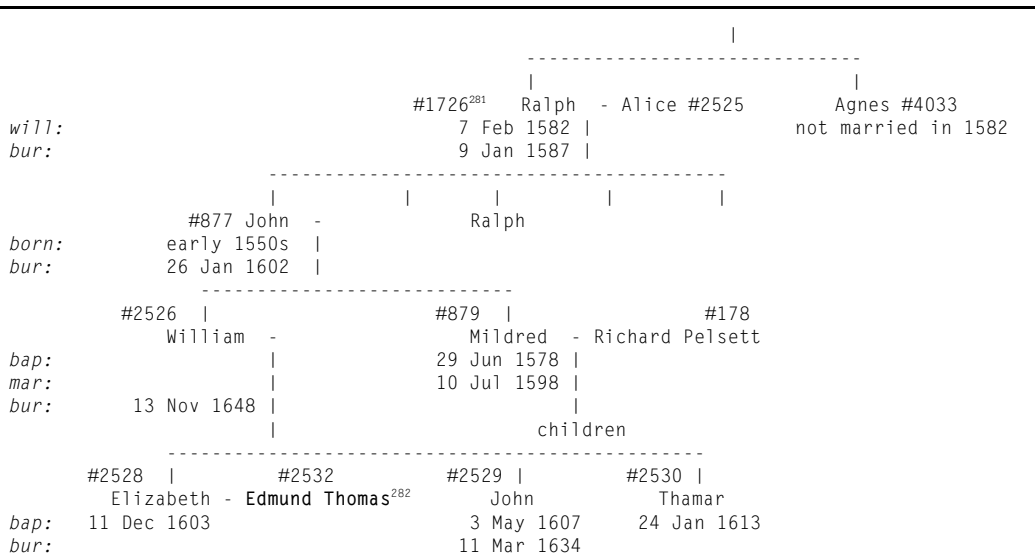 #1726²⁸¹ Ralph - Alice #2525 Agnes #4033
will: 7 Feb 1582 | not married in 1582
bur: 9 Jan 1587 |
#877 John - Ralph
born: early 1550s |
bur: 26 Jan 1602 |
#2526 | #879 | #178
William - Mildred - Richard Pelsett
bap: | 29 Jun 1578 |
mar: | 10 Jul 1598 |
bur: 13 Nov 1648 | |
| children
#2528 | #2532 #2529 | #2530 |
Elizabeth - Edmund Thomas²⁸² John Thamar
bap: 11 Dec 1603 3 May 1607 24 Jan 1613
bur: 11 Mar 1634